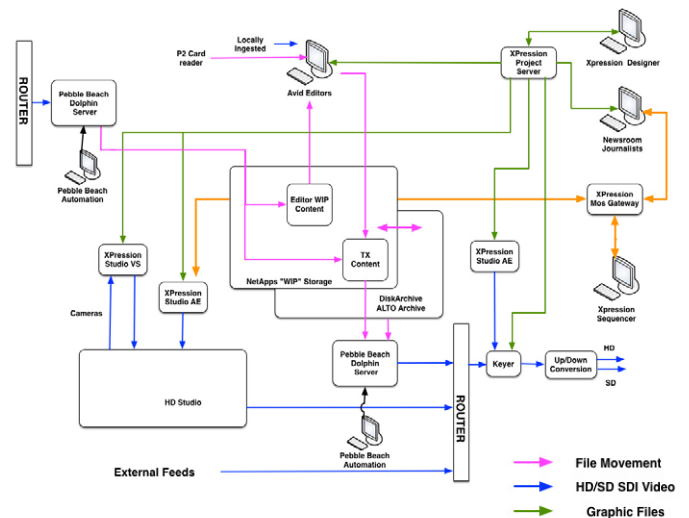 Locally
Ingested
P2 Card
reader
Avid Editors
XPression
Project
Server
Xpression Designer
ROUTER
Pebble Beach
Dolphin
Server
Pebble Beach
Automation
Newsroom
Journalists
Editor WIP
Content
XPression
Mos Gateway
XPression
Studio VS
XPression
Studio AE
TX
Content
NetApps "WIP" Storage
XPression
Studio AE
DiskArchive
ALTO Archive
Xpression
Sequencer
Cameras
HD Studio
Pebble Beach
Dolphin
Server
ROUTER
Keyer
Up/Down
Conversion
HD
SD
Pebble Beach
Automation
External Feeds
File Movement
HD/SD SDI Video
Graphic Files